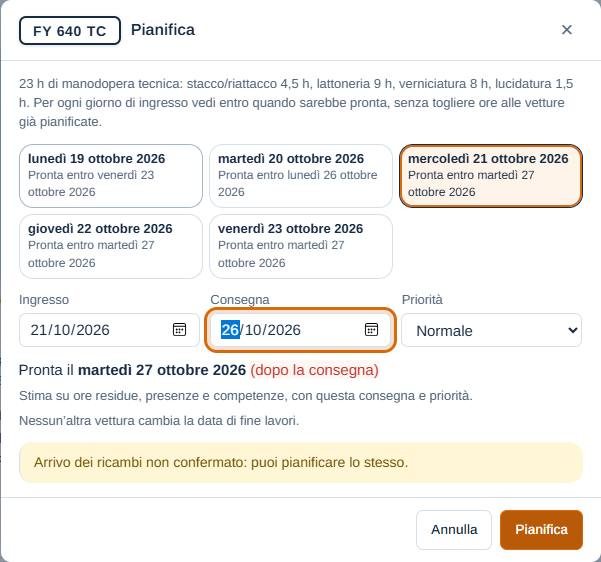 FY 640 TC Pianifica
23 h di manodopera tecnica: stacco/riattacco 4,5 h, lattoneria 9 h, verniciatura 8 h, lucidatura 1,5
h. Per ogni giorno di ingresso vedi entro quando sarebbe pronta, senza togliere ore alle vetture
già pianificate.
lunedì 19 ottobre 2026
Pronta entro venerdì 23
ottobre 2026
martedì 20 ottobre 2026
Pronta entro lunedì 26 ottobre
2026
mercoledì 21 ottobre 2026
Pronta entro martedì 27
ottobre 2026
giovedì 22 ottobre 2026
Pronta entro martedì 27
ottobre 2026
venerdì 23 ottobre 2026
Pronta entro martedì 27
ottobre 2026
Ingresso
21/10/2026
Consegna
26/10/2026
Priorità
Normale
Pronta il martedì 27 ottobre 2026 (dopo la consegna)
Stima su ore residue, presenze e competenze, con questa consegna e priorità.
Nessun’altra vettura cambia la data di fine lavori.
Arrivo dei ricambi non confermato: puoi pianificare lo stesso.
Annulla
Pianifica